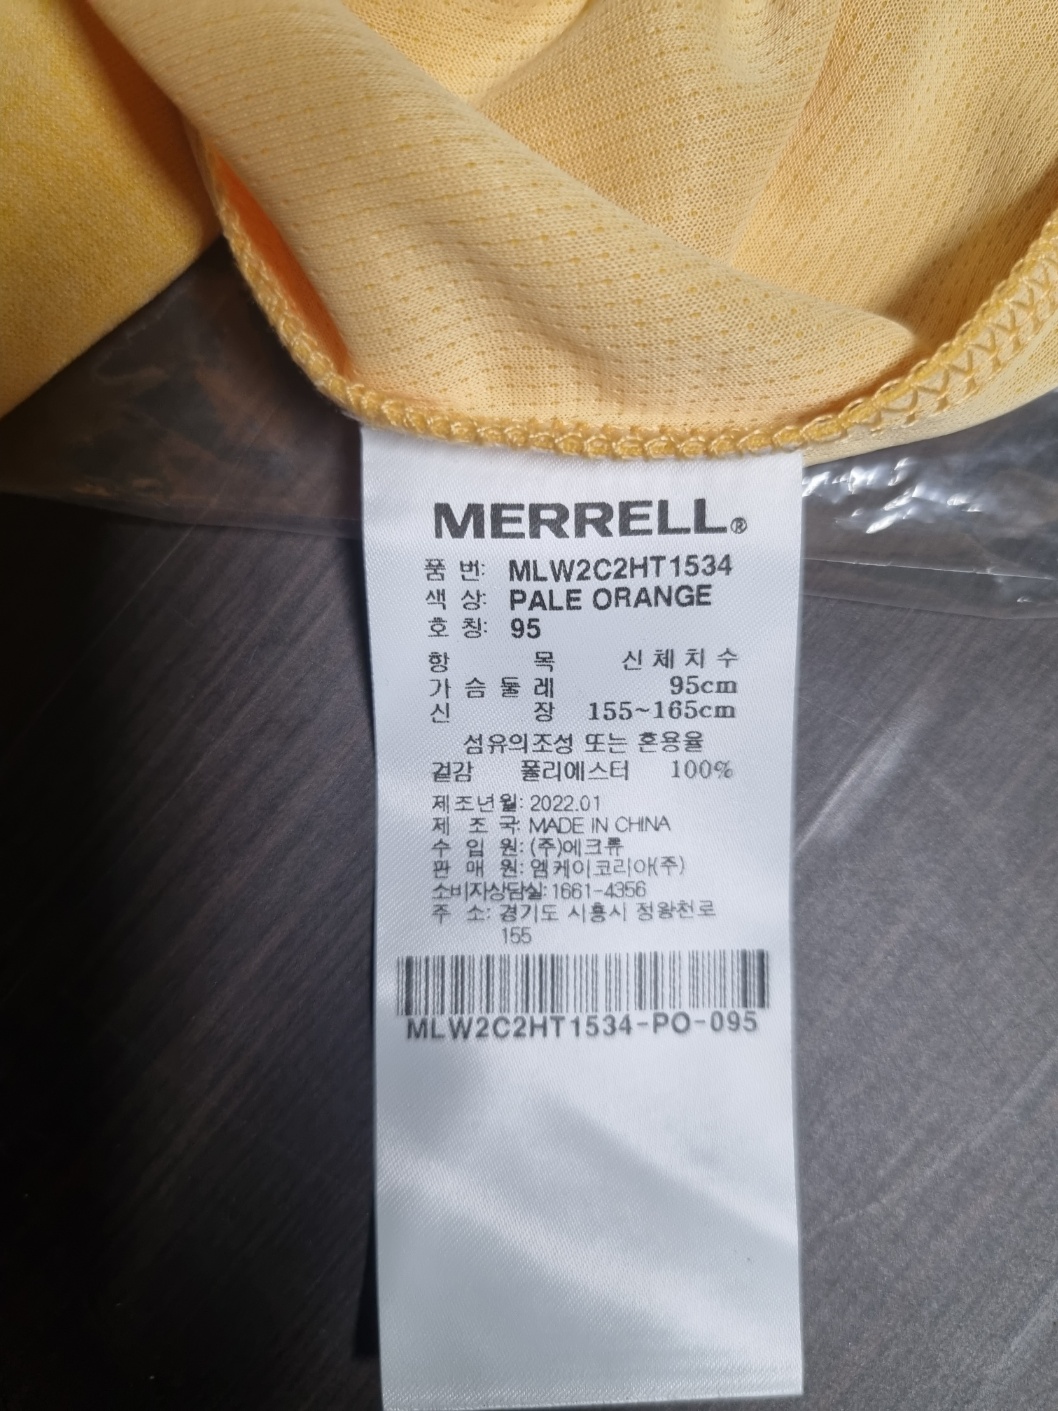 MERRELL®
품 번: MLW2C2HT1534
색 상: PALE ORANGE
호 칭: 95
항 목 신체치수
가슴둘레 95cm
신 장 155~165cm
섬유의조성 또는 혼용율
겉감 폴리에스터 100%
제조년월: 2022.01
제 조 국: MADE IN CHINA
수 입 원: (주)에크류
판 매 원: 엠케이코리아(주)
소비자상담실: 1661-4356
주 소: 경기도 시흥시 정왕천로
155
MLW2C2HT1534-PO-095